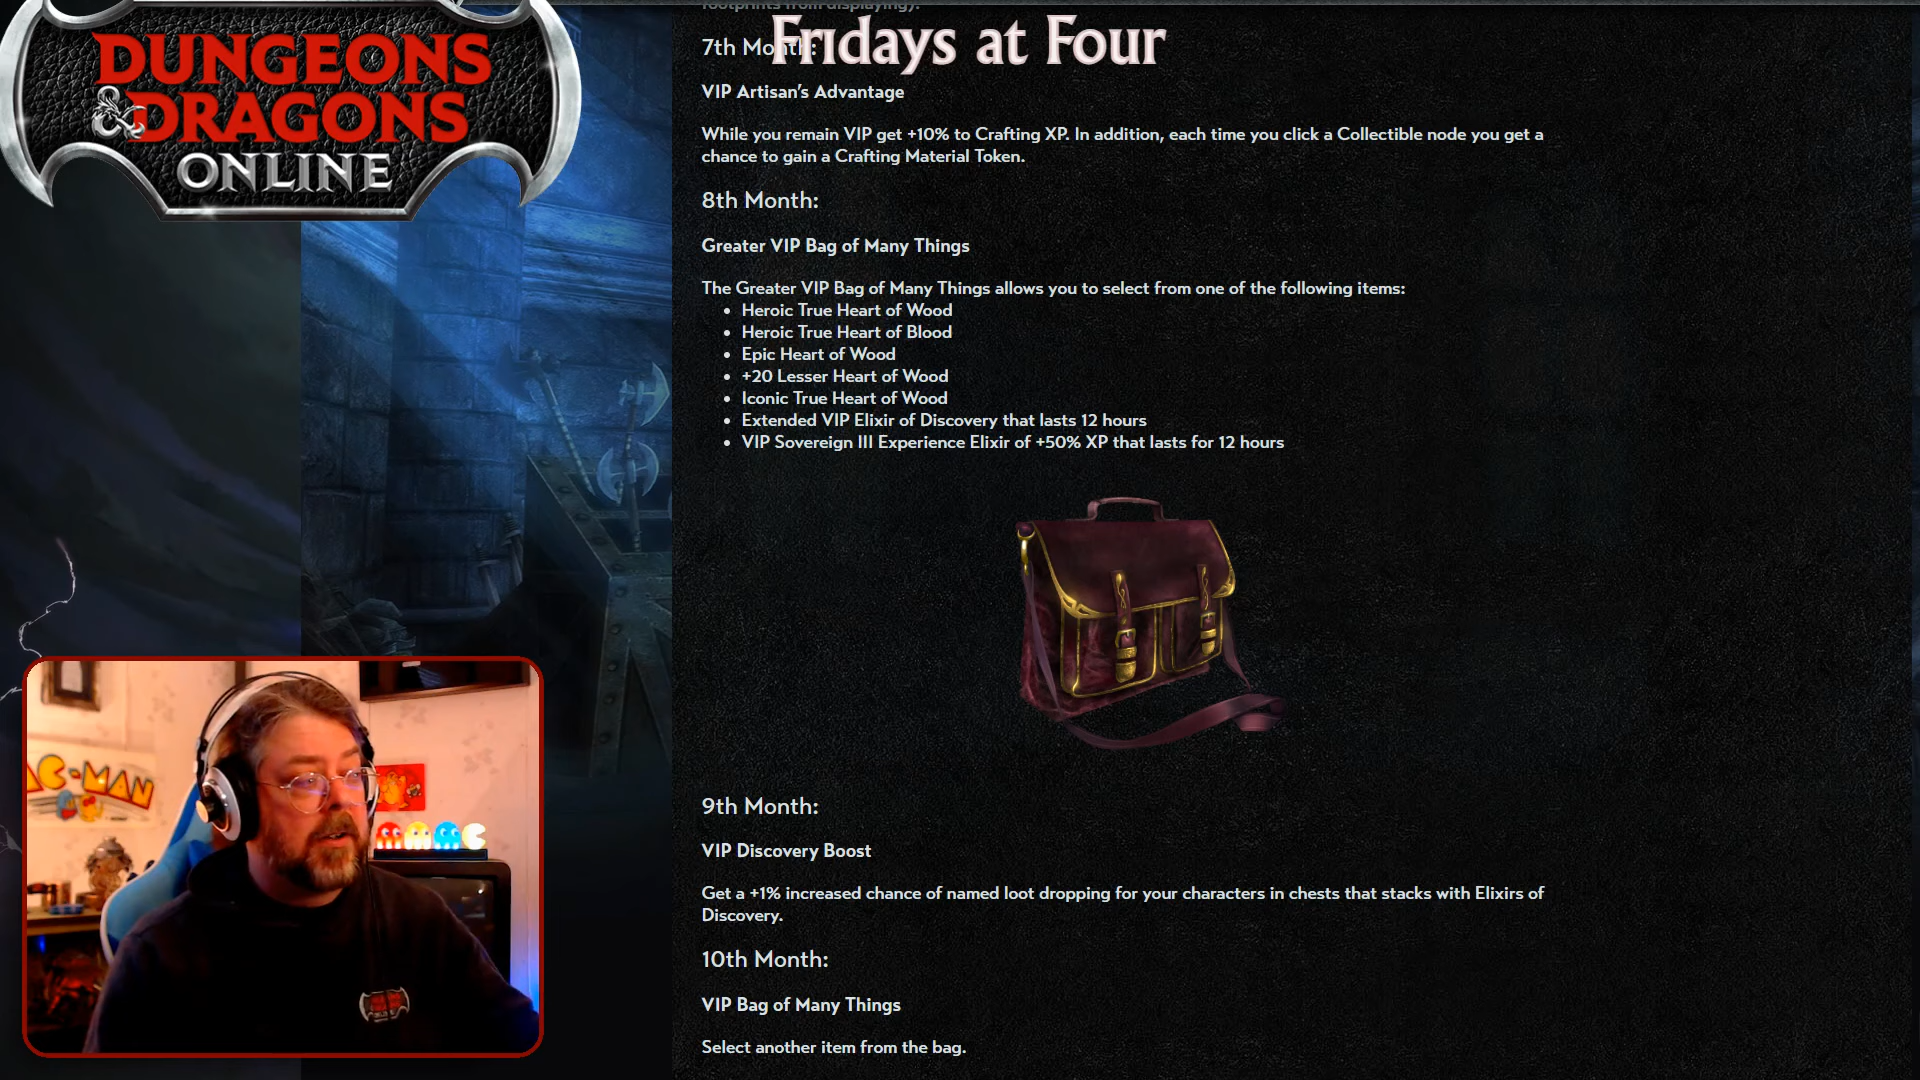 DUNGEONS
& DRAGONS
ONLINE
Fridays at Four
footprints from displaying).
7th Month:
VIP Artisan's Advantage
While you remain VIP get +10% to Crafting XP. In addition, each time you click a Collectible node you get a
chance to gain a Crafting Material Token.
8th Month:
Greater VIP Bag of Many Things
The Greater VIP Bag of Many Things allows you to select from one of the following items:
• Heroic True Heart of Wood
• Heroic True Heart of Blood
• Epic Heart of Wood
• +20 Lesser Heart of Wood
• Iconic True Heart of Wood
• Extended VIP Elixir of Discovery that lasts 12 hours
• VIP Sovereign III Experience Elixir of +50% XP that lasts for 12 hours
9th Month:
VIP Discovery Boost
Get a +1% increased chance of named loot dropping for your characters in chests that stacks with Elixirs of
Discovery.
10th Month:
VIP Bag of Many Things
Select another item from the bag.
AC-MAN